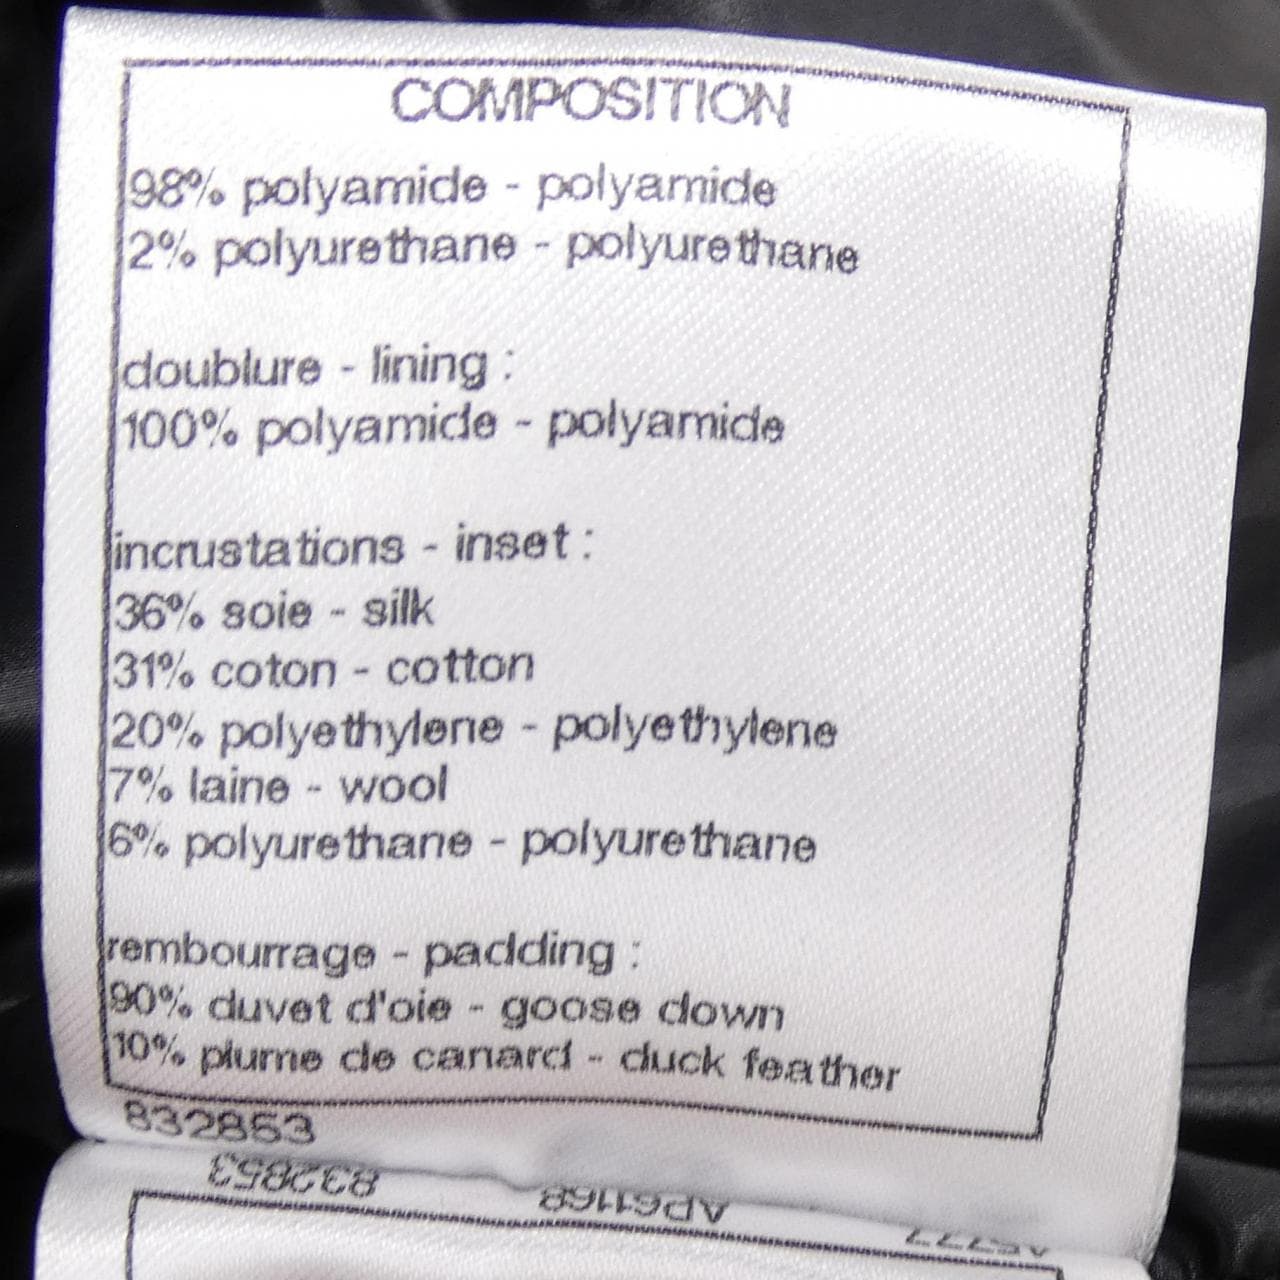 COMPOSITION
98% polyamide - polyamide
2% polyurethane - polyurethane
doublure - lining :
100% polyamide - polyamide
incrustations - inset :
36% soie - silk
31% coton - cotton
20% polyethylene - polyethylene
7% laine - wool
6% polyurethane - polyurethane
rembourrage - padding :
90% duvet d'oie - goose down
10% plume de canard - duck feather
832853
832853 AP61168